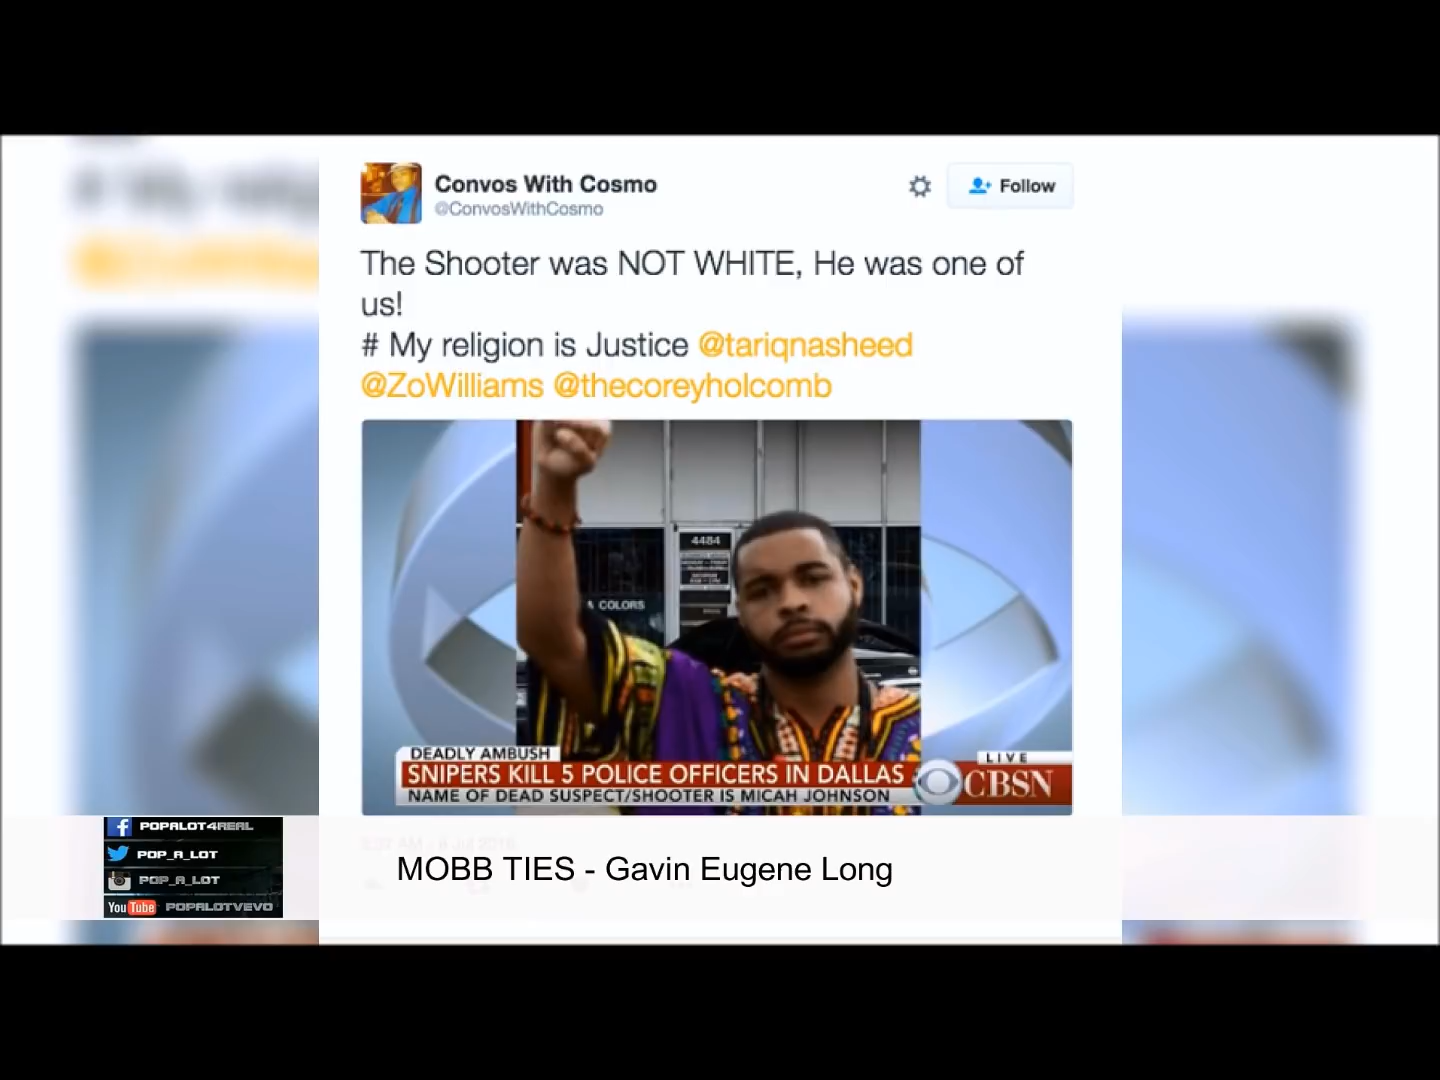 Convos With Cosmo
@ConvosWithCosmo
Follow
The Shooter was NOT WHITE, He was one of
us!
# My religion is Justice @tariqnasheed
@ZoWilliams @thecoreyholcomb
4484
COLORS
DEADLY AMBUSH
SNIPERS KILL 5 POLICE OFFICERS IN DALLAS
NAME OF DEAD SUSPECT/SHOOTER IS MICAH JOHNSON
LIVE
CBSN
POPALOT4REAL
POP_A_LOT
POP_A_LOT
YouTube POPALOTVEVO
MOBB TIES - Gavin Eugene Long